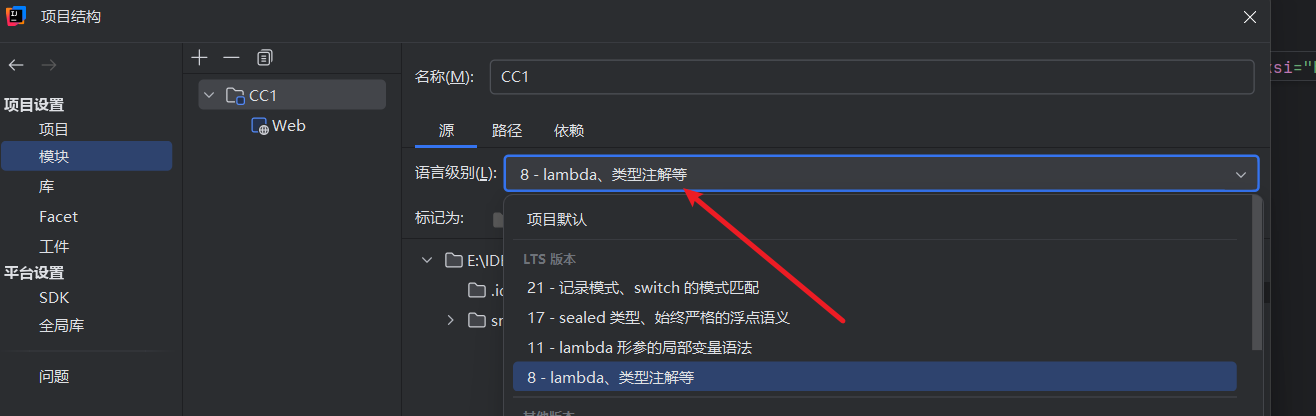 项目结构
项目设置
项目
模块
库
Facet
工件
平台设置
SDK
全局库
问题
CC1
Web
名称(M):
CC1
源 路径 依赖
语言级别(L):
8 - lambda、类型注解等
标记为:
项目默认
LTS 版本
21 - 记录模式、switch 的模式匹配
17 - sealed 类型、始终严格的浮点语义
11 - lambda 形参的局部变量语法
8 - lambda、类型注解等
E:\IDE